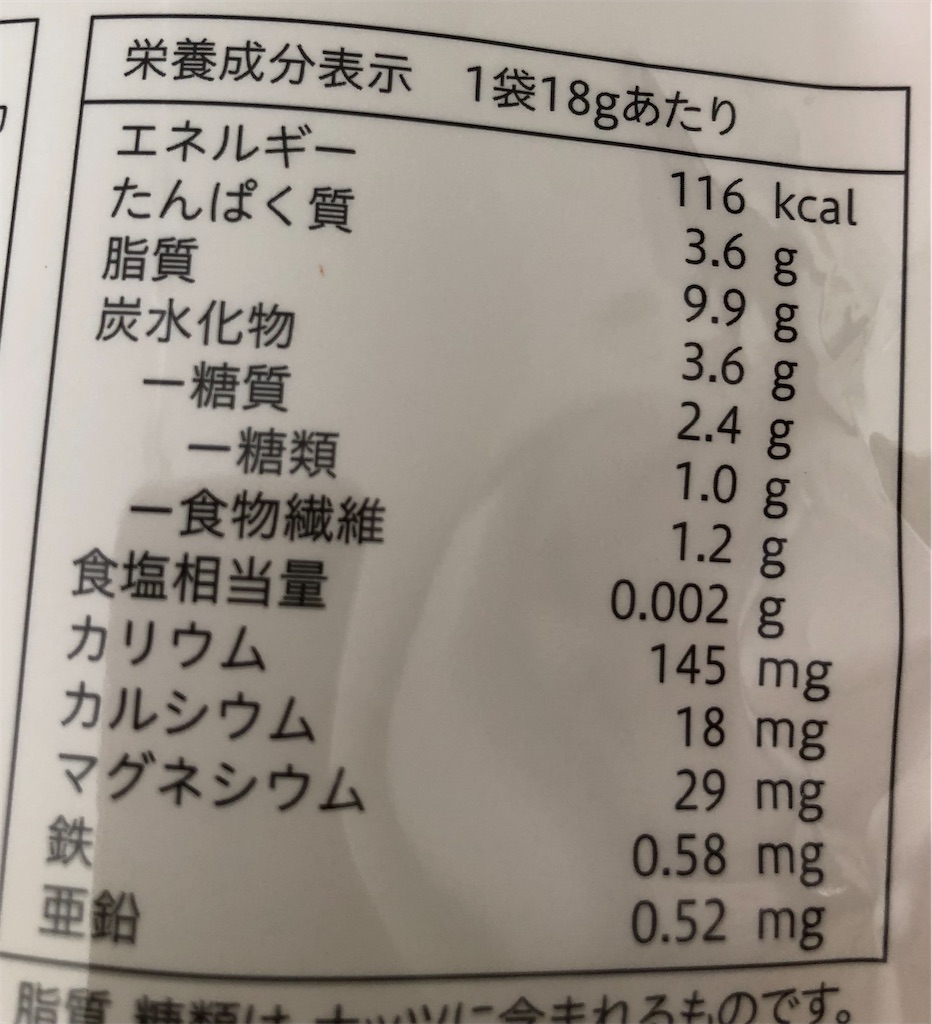 栄養成分表示 1袋18gあたり
エネルギー 116 kcal
たんぱく質 3.6 g
脂質 9.9 g
炭水化物 3.6 g
ー糖質 2.4 g
ー糖類 1.0 g
ー食物繊維 1.2 g
食塩相当量 0.002 g
カリウム 145 mg
カルシウム 18 mg
マグネシウム 29 mg
鉄 0.58 mg
亜鉛 0.52 mg
脂質、糖類は、ナッツに含まれるものです。